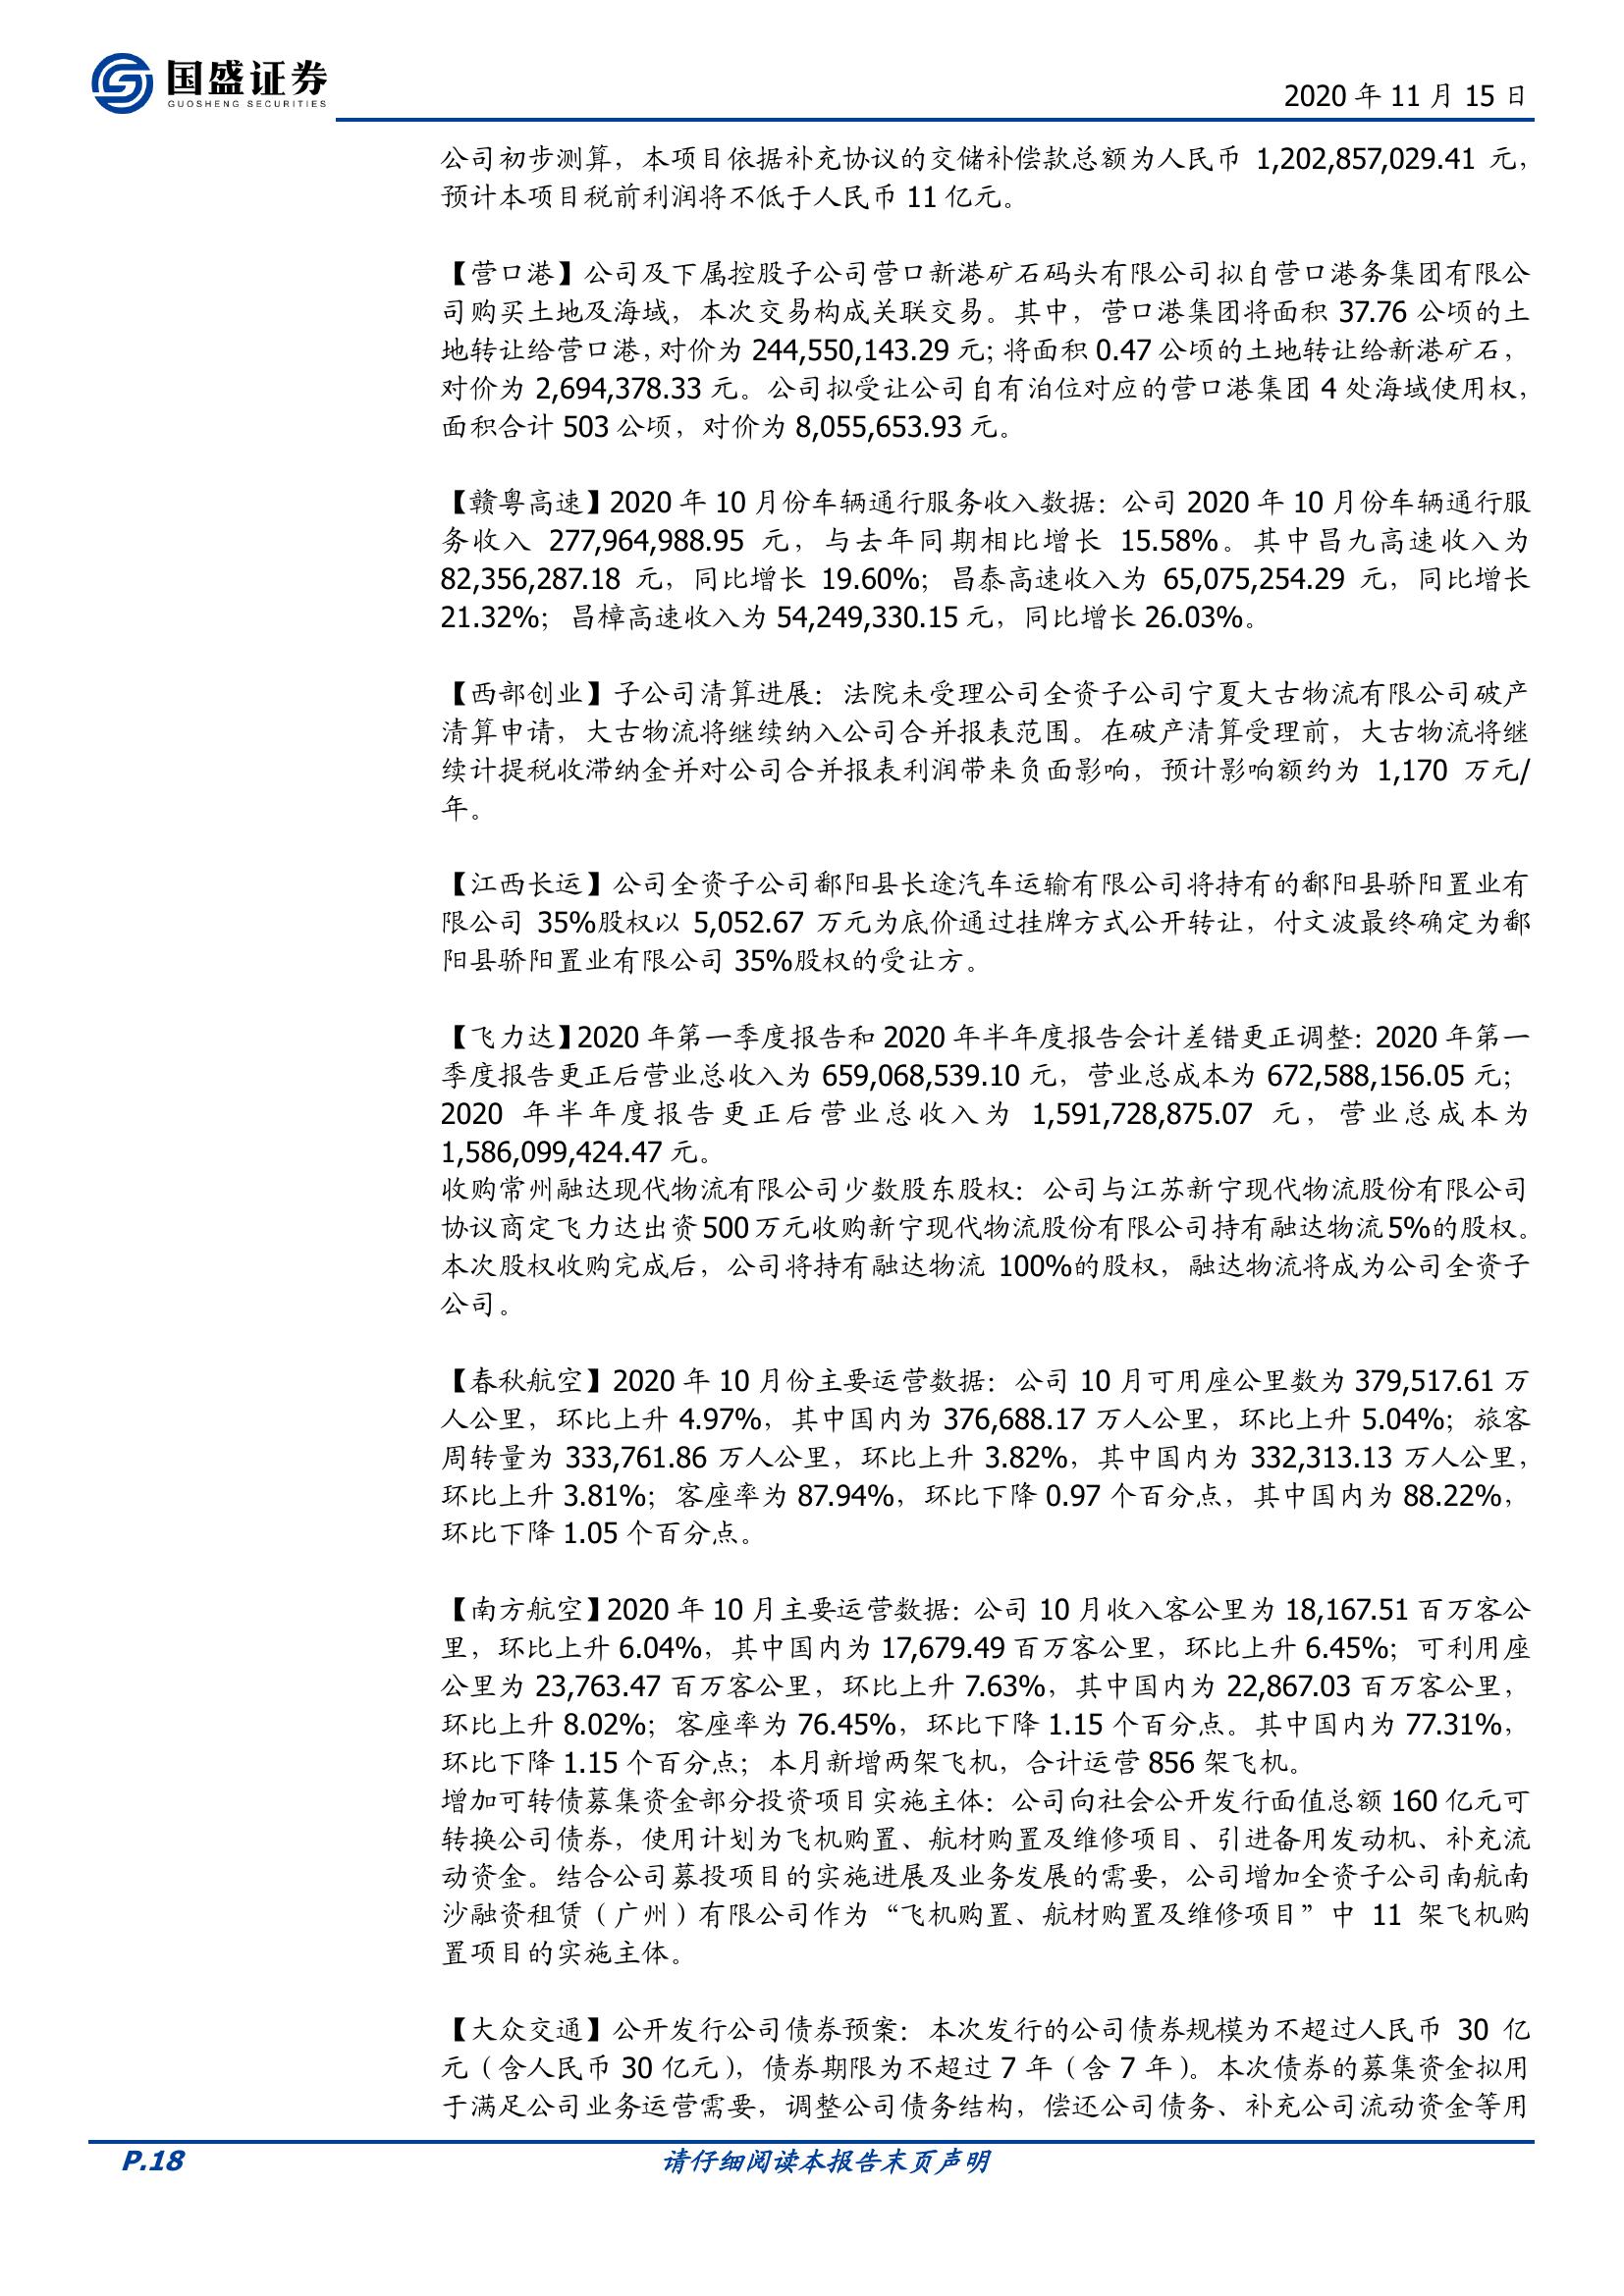 国盛证券
GUOSHENG SECURITIES
2020 年 11 月 15 日
公司初步测算，本项目依据补充协议的交储补偿款总额为人民币 1,202,857,029.41 元，
预计本项目税前利润将不低于人民币 11 亿元。
【营口港】公司及下属控股子公司营口新港矿石码头有限公司拟自营口港务集团有限公
司购买土地及海域，本次交易构成关联交易。其中，营口港集团将面积 37.76 公顷的土
地转让给营口港，对价为 244,550,143.29 元；将面积 0.47 公顷的土地转让给新港矿石，
对价为 2,694,378.33 元。公司拟受让公司自有泊位对应的营口港集团 4 处海域使用权，
面积合计 503 公顷，对价为 8,055,653.93 元。
【赣粤高速】2020 年 10 月份车辆通行服务收入数据：公司 2020 年 10 月份车辆通行服
务收入 277,964,988.95 元，与去年同期相比增长 15.58%。其中昌九高速收入为
82,356,287.18 元，同比增长 19.60%；昌泰高速收入为 65,075,254.29 元，同比增长
21.32%；昌樟高速收入为 54,249,330.15 元，同比增长 26.03%。
【西部创业】子公司清算进展：法院未受理公司全资子公司宁夏大古物流有限公司破产
清算申请，大古物流将继续纳入公司合并报表范围。在破产清算受理前，大古物流将继
续计提税收滞纳金并对公司合并报表利润带来负面影响，预计影响额约为 1,170 万元/
年。
【江西长运】公司全资子公司鄱阳县长途汽车运输有限公司将持有的鄱阳县骄阳置业有
限公司 35%股权以 5,052.67 万元为底价通过挂牌方式公开转让，付文波最终确定为鄱
阳县骄阳置业有限公司 35%股权的受让方。
【飞力达】2020 年第一季度报告和 2020 年半年度报告会计差错更正调整：2020 年第一
季度报告更正后营业总收入为 659,068,539.10 元，营业总成本为 672,588,156.05 元；
2020 年半年度报告更正后营业总收入为 1,591,728,875.07 元，营业总成本为
1,586,099,424.47 元。
收购常州融达现代物流有限公司少数股东股权：公司与江苏新宁现代物流股份有限公司
协议商定飞力达出资 500 万元收购新宁现代物流股份有限公司持有融达物流 5%的股权。
本次股权收购完成后，公司将持有融达物流 100%的股权，融达物流将成为公司全资子
公司。
【春秋航空】2020 年 10 月份主要运营数据：公司 10 月可用座公里数为 379,517.61 万
人公里，环比上升 4.97%，其中国内为 376,688.17 万人公里，环比上升 5.04%；旅客
周转量为 333,761.86 万人公里，环比上升 3.82%，其中国内为 332,313.13 万人公里，
环比上升 3.81%；客座率为 87.94%，环比下降 0.97 个百分点，其中国内为 88.22%，
环比下降 1.05 个百分点。
【南方航空】2020 年 10 月主要运营数据：公司 10 月收入客公里为 18,167.51 百万客公
里，环比上升 6.04%，其中国内为 17,679.49 百万客公里，环比上升 6.45%；可利用座
公里为 23,763.47 百万客公里，环比上升 7.63%，其中国内为 22,867.03 百万客公里，
环比上升 8.02%；客座率为 76.45%，环比下降 1.15 个百分点。其中国内为 77.31%，
环比下降 1.15 个百分点；本月新增两架飞机，合计运营 856 架飞机。
增加可转债募集资金部分投资项目实施主体：公司向社会公开发行面值总额 160 亿元可
转换公司债券，使用计划为飞机购置、航材购置及维修项目、引进备用发动机、补充流
动资金。结合公司募投项目的实施进展及业务发展的需要，公司增加全资子公司南航南
沙融资租赁（广州）有限公司作为“飞机购置、航材购置及维修项目”中 11 架飞机购
置项目的实施主体。
【大众交通】公开发行公司债券预案：本次发行的公司债券规模为不超过人民币 30 亿
元（含人民币 30 亿元），债券期限为不超过 7 年（含 7 年）。本次债券的募集资金拟用
于满足公司业务运营需要，调整公司债务结构，偿还公司债务、补充公司流动资金等用
P.18
请仔细阅读本报告末页声明